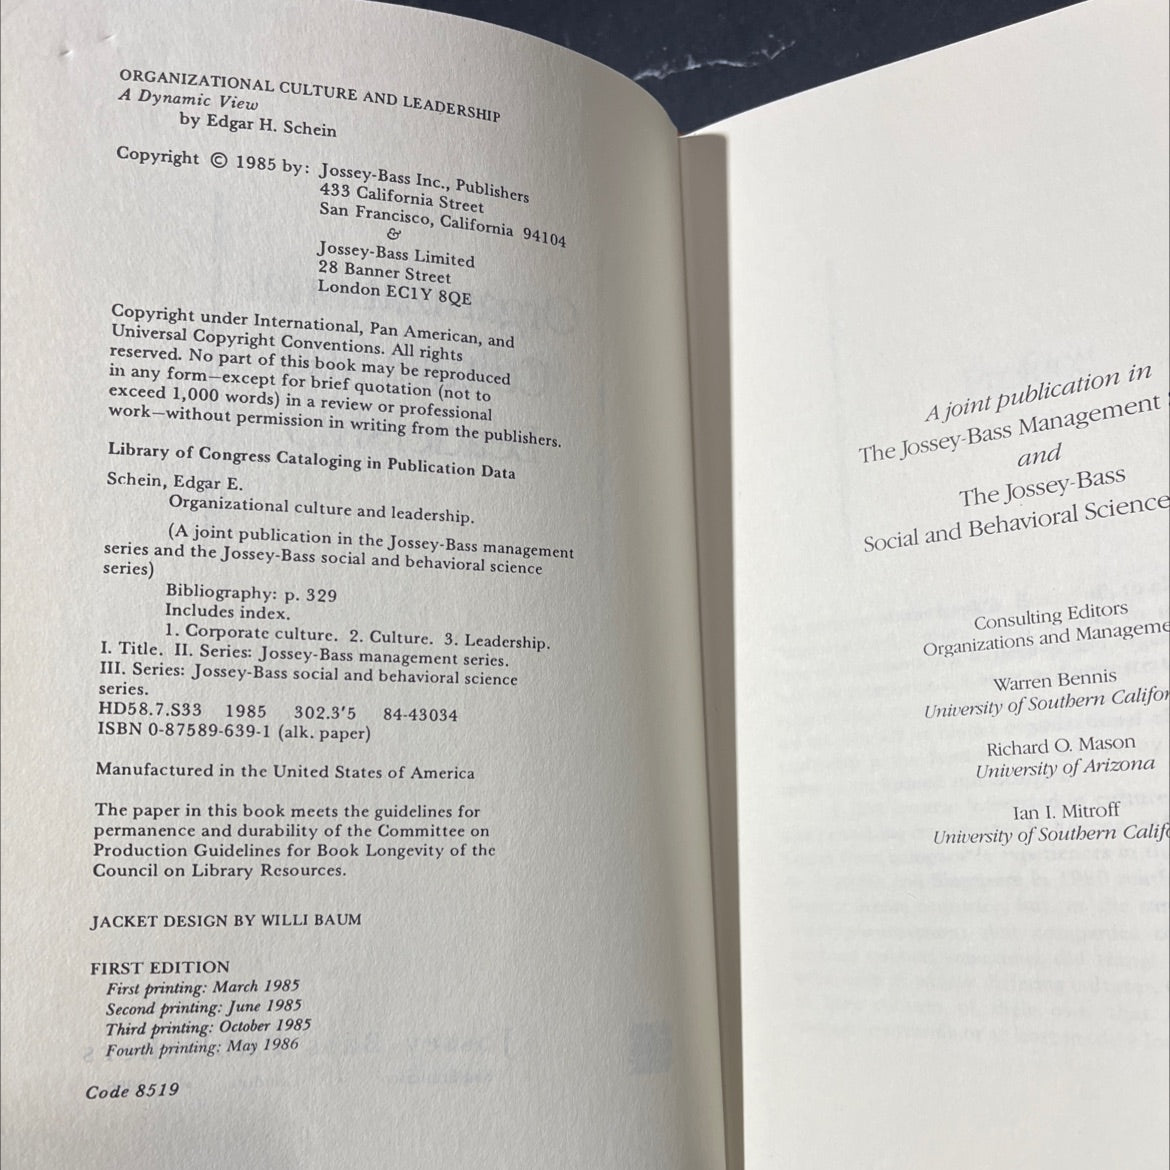 ORGANIZATIONAL CULTURE AND LEADERSHIP
A Dynamic View
by Edgar H. Schein
Copyright © 1985 by: Jossey-Bass Inc., Publishers
433 California Street
San Francisco, California 94104
&
Jossey-Bass Limited
28 Banner Street
London EC1Y 8QE
Copyright under International, Pan American, and
Universal Copyright Conventions. All rights
reserved. No part of this book may be reproduced
in any form—except for brief quotation (not to
exceed 1,000 words) in a review or professional
work—without permission in writing from the publishers.
Library of Congress Cataloging in Publication Data
Schein, Edgar E.
Organizational culture and leadership.
(A joint publication in the Jossey-Bass management
series and the Jossey-Bass social and behavioral science
series)
Bibliography: p. 329
Includes index.
1. Corporate culture. 2. Culture. 3. Leadership.
I. Title. II. Series: Jossey-Bass management series.
III. Series: Jossey-Bass social and behavioral science
series.
HD58.7.S33 1985 302.3'5 84-43034
ISBN 0-87589-639-1 (alk. paper)
Manufactured in the United States of America
The paper in this book meets the guidelines for
permanence and durability of the Committee on
Production Guidelines for Book Longevity of the
Council on Library Resources.
JACKET DESIGN BY WILLI BAUM
FIRST EDITION
First printing: March 1985
Second printing: June 1985
Third printing: October 1985
Fourth printing: May 1986
Code 8519
A joint publication in
The Jossey-Bass Management
and
The Jossey-Bass
Social and Behavioral Science
Consulting Editors
Organizations and Manageme
Warren Bennis
University of Southern Califor
Richard O. Mason
University of Arizona
Ian I. Mitroff
University of Southern Califo